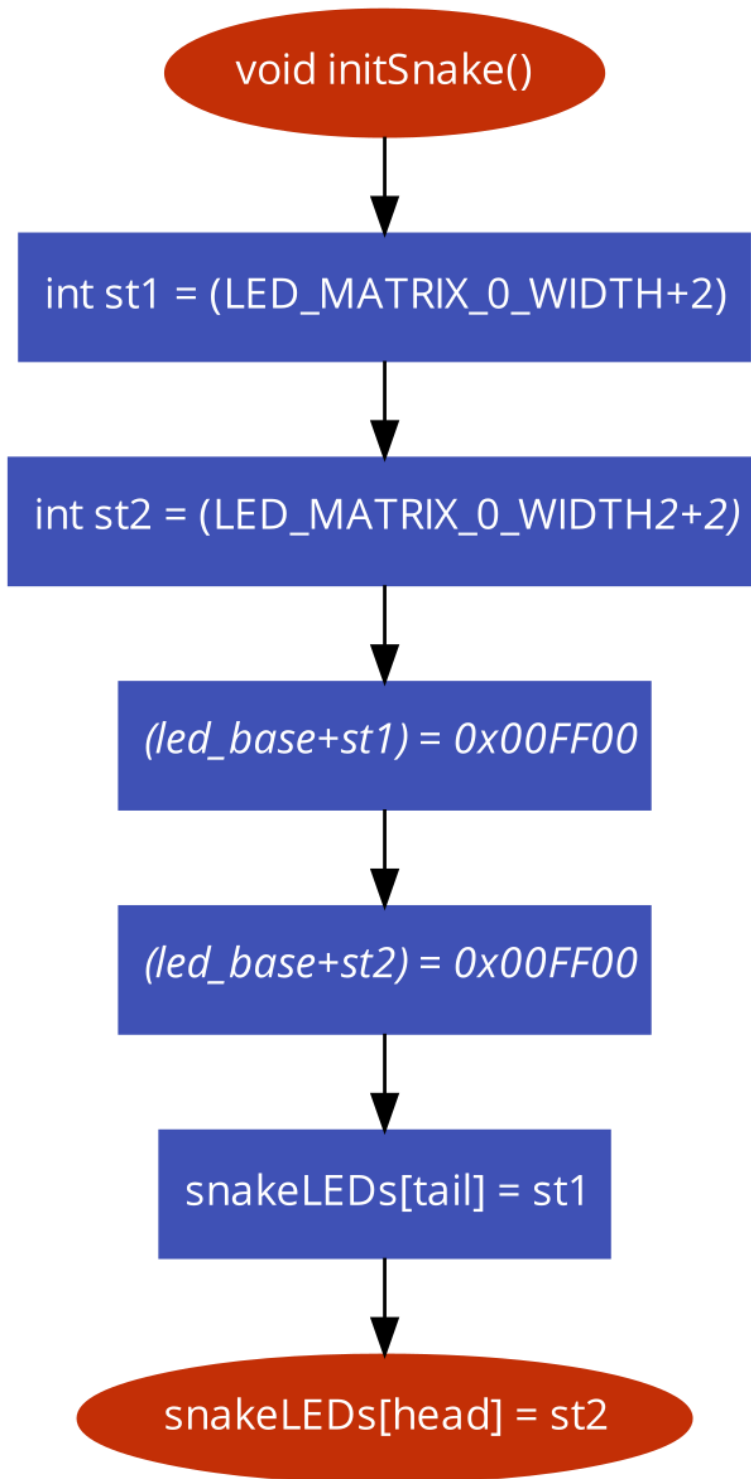 void initSnake()
int st1 = (LED_MATRIX_0_WIDTH+2)
int st2 = (LED_MATRIX_0_WIDTH2+2)
(led_base+st1) = 0x00FF00
(led_base+st2) = 0x00FF00
snakeLEDs[tail] = st1
snakeLEDs[head] = st2